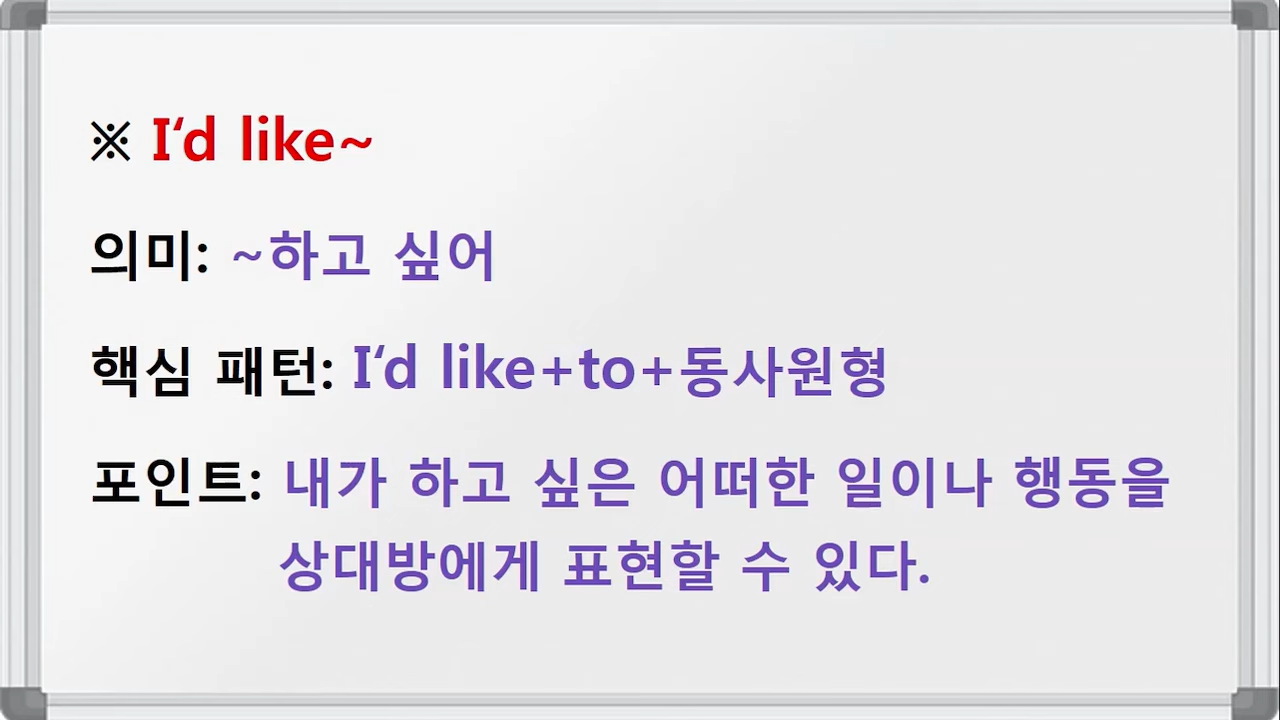 ※ I‘d like~
의미: ~하고 싶어
핵심 패턴: I‘d like+to+동사원형
포인트: 내가 하고 싶은 어떠한 일이나 행동을
상대방에게 표현할 수 있다.